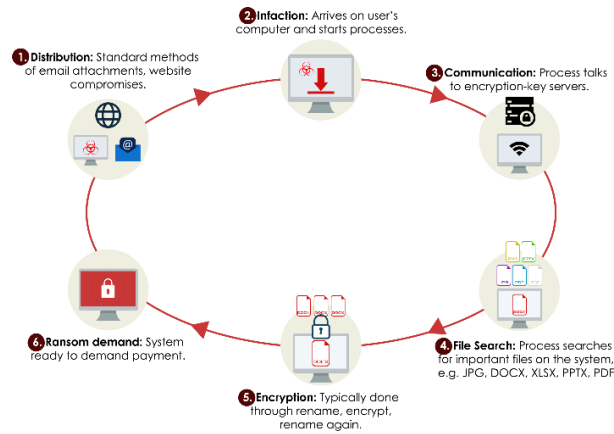 1. Distribution: Standard methods
of email attachments, website
compromises.
2. Infaction: Arrives on user's
computer and starts processes.
3. Communication: Process talks
to encryption-key servers.
4. File Search: Process searches
for important files on the system,
e.g. JPG, DOCX, XLSX, PPTX, PDF
5. Encryption: Typically done
through rename, encrypt,
rename again.
6. Ransom demand: System
ready to demand payment.
@
DOCX